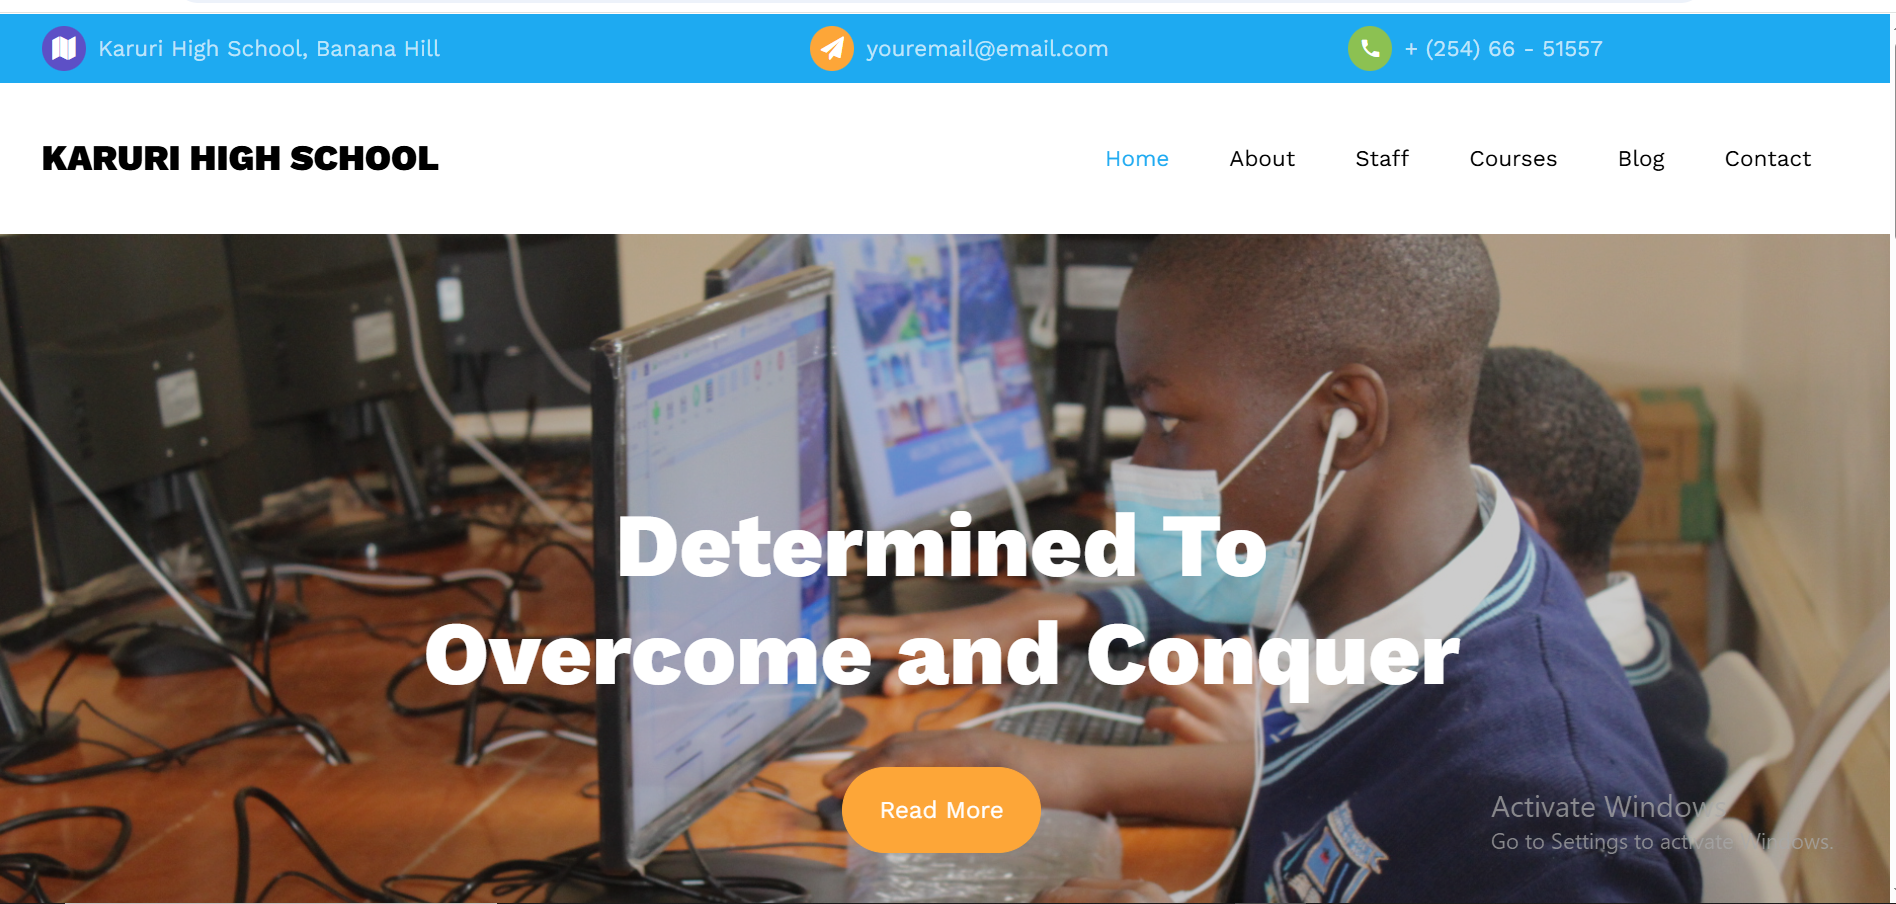 Karuri High School, Banana Hill
youremail@email.com
+ (254) 66 - 51557
KARURI HIGH SCHOOL
Home
About
Staff
Courses
Blog
Contact
Determined To
Overcome and Conquer
Read More
Activate Windows
Go to Settings to activate Windows.